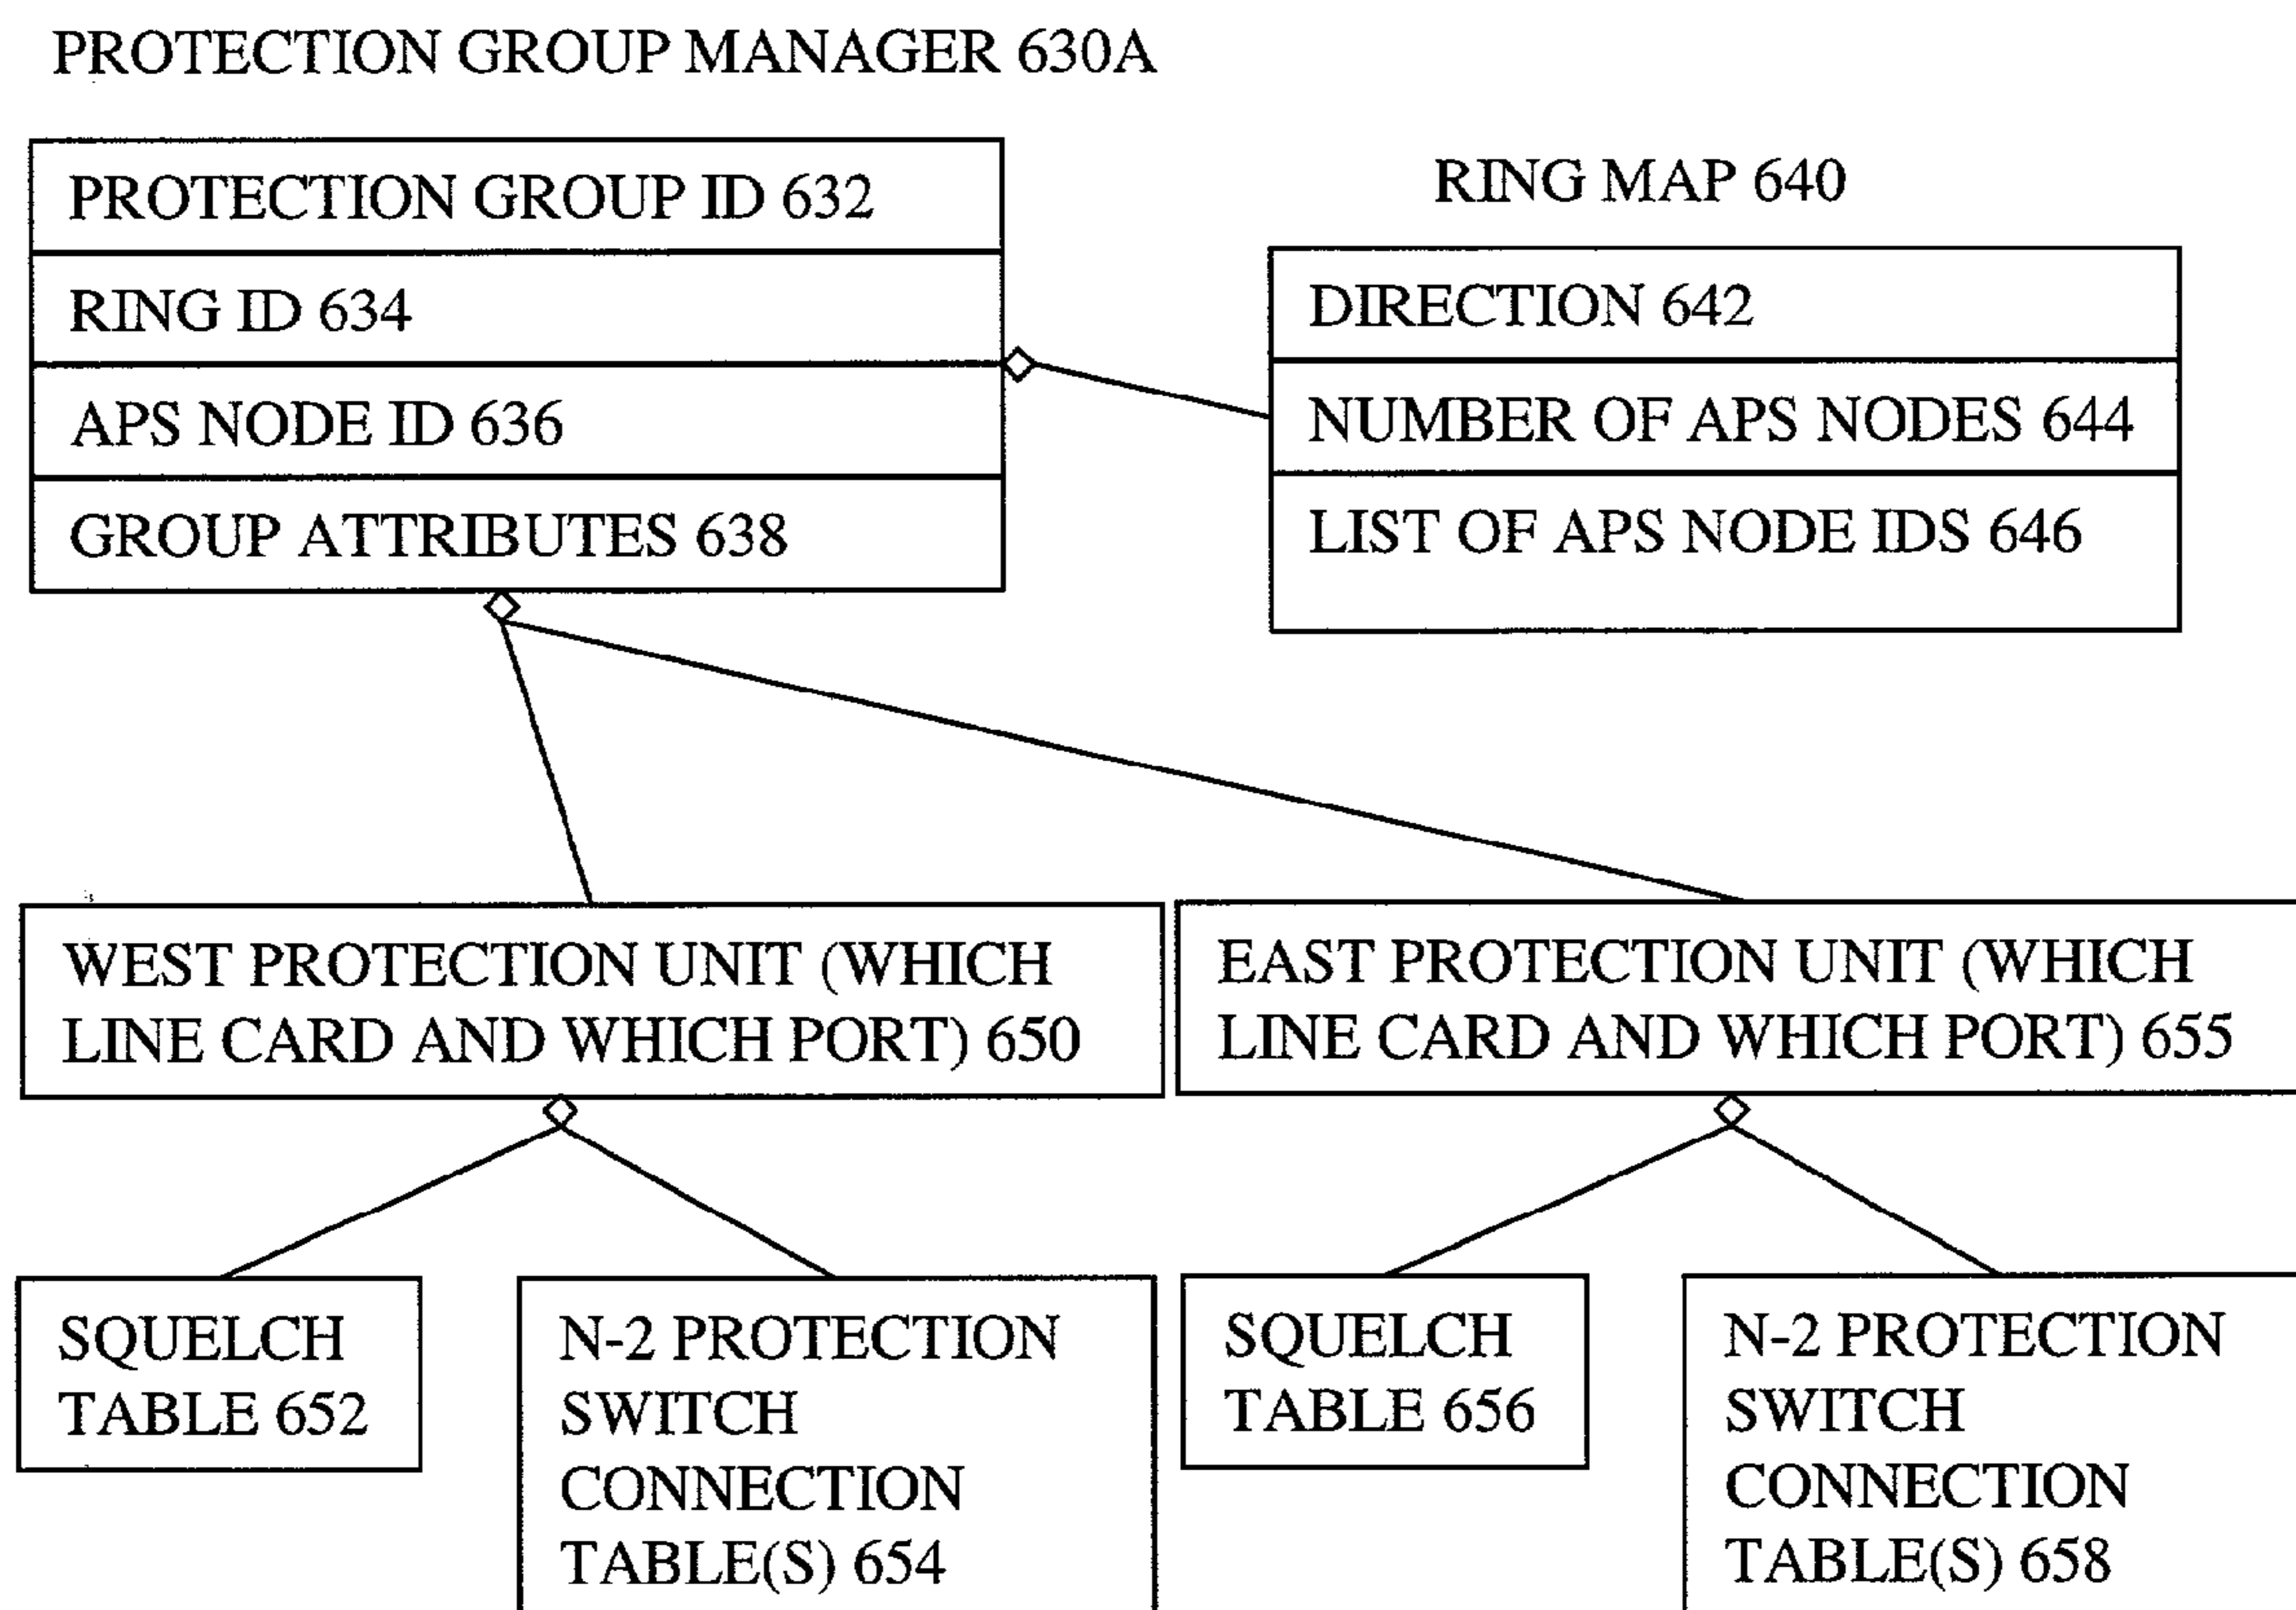 PROTECTION GROUP MANAGER 630A
PROTECTION GROUP ID 632
RING ID 634
APS NODE ID 636
GROUP ATTRIBUTES 638
RING MAP 640
DIRECTION 642
NUMBER OF APS NODES 644
LIST OF APS NODE IDS 646
WEST PROTECTION UNIT (WHICH
LINE CARD AND WHICH PORT) 650
EAST PROTECTION UNIT (WHICH
LINE CARD AND WHICH PORT) 655
SQUELCH
TABLE 652
N-2 PROTECTION
SWITCH
CONNECTION
TABLE(S) 654
SQUELCH
TABLE 656
N-2 PROTECTION
SWITCH
CONNECTION
TABLE(S) 658